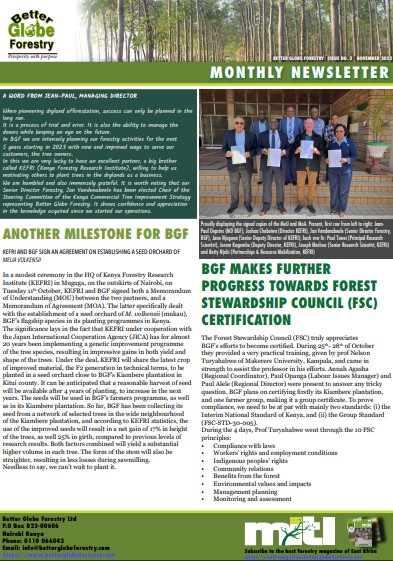 Better
Globe
Forestry
Prosperity with purpose
BETTER GLOBE FORESTRY | ISSUE NO. 3 | NOVEMBER 2022
MONTHLY NEWSLETTER
A WORD FROM JEAN-PAUL, MANAGING DIRECTOR
When pioneering dryland afforestation, success can only be planned in the
long run.
It is a process of trial and error. It is also the ability to manage the
downs while keeping an eye on the future.
In BGF we are intensely planning our forestry activities for the next
5 years starting in 2023 with new and improved ways to serve our
customers, the tree owners.
In this we are very lucky to have an excellent partner, a big brother
called KEFRI (Kenya Forestry Research Institute), willing to help us
motivating others to plant trees in the drylands as a business.
We are humbled and also immensely grateful. It is worth noting that our
Senior Director Forestry, Jan Vandenabeele has been elected Chair of the
Steering Committee of the Kenya Commercial Tree Improvement Strategy
representing Better Globe Forestry. It shows confidence and appreciation
in the knowledge acquired since we started our operations.
Proudly displaying the signed copies of the MoU and MoA. Present, first row from left to right: Jean-
Paul Deprins (MD BGF), Joshua Cheboiwo (Director KEFRI), Jan Vandenabeele (Senior Director Forestry,
BGF), Jane Njuguna (Senior Deputy Director of KEFRI), back row lt: Paul Tuwei (Principal Research
Scientist), Jorum Kagombe (Deputy Director, KEFRI), Joseph Machua (Senior Research Scientist, KEFRI)
and Betty Kipki (Partnerships & Resource Mobilization, KEFRI)
ANOTHER MILESTONE FOR BGF
KEFRI AND BGF SIGN AN AGREEMENT ON ESTABLISHING A SEED ORCHARD OF
MELIA VOLKENSII
In a modest ceremony in the HQ of Kenya Forestry Research
Institute (KEFRI) in Muguga, on the outskirts of Nairobi, on
Tuesday 11th October, KEFRI and BGF signed both a Memorandum
of Understanding (MOU) between the two partners, and a
Memorandum of Agreement (MOA). The latter specifically dealt
with the establishment of a seed orchard of M. volkensii (mukau),
BGF's flagship species in its planting programmes in Kenya.
The significance lays in the fact that KEFRI under cooperation with
the Japan International Cooperation Agency (JICA) has for almost
20 years been implementing a genetic improvement programme
of the tree species, resulting in impressive gains in both yield and
shape of the trees. Under the deal, KEFRI will share the latest crop
of improved material, the F2 generation in technical terms, to be
planted in a seed orchard close to BGF's Kiambere plantation in
Kitui county. It can be anticipated that a reasonable harvest of seed
will be available after 4 years of planting, to increase in the next
years. The seeds will be used in BGF's farmers programme, as well
as in its Kiambere plantation. So far, BGF has been collecting its
seed from a network of selected trees in the wide neighborhood
of the Kiambere plantation, and according to KEFRI statistics, the
use of the improved seeds will result in a net gain of 17% in height
of the trees, as well 25% in girth, compared to previous levels of
research results. Both factors combined will yield a substantial
higher volume in each tree. The form of the stem will also be
straighter, resulting in less losses during sawmilling.
Needless to say, we can't wait to plant it.
BGF MAKES FURTHER
PROGRESS TOWARDS FOREST
STEWARDSHIP COUNCIL (FSC)
CERTIFICATION
The Forest Stewardship Council (FSC) truly appreciates
BGF's efforts to become certified. During 25th- 28th of October
they provided a very practical training, given by prof Nelson
Turyahabwe of Makerere University, Kampala, and came in
strength to assist the professor in his efforts. Annah Agasha
(Regional Coordinator), Paul Opanga (Labour Issues Manager) and
Paul Alele (Regional Director) were present to answer any tricky
question. BGF plans on certifying firstly its Kiambere plantation,
and one farmer group, making it a group certificate. To prove
compliance, we need to be at par with mainly two standards: (i) the
Interim National Standard of Kenya, and (ii) the Group Standard
(FSC-STD-30-005).
During the 4 days, Prof Turyahabwe went through the 10 FSC
principles:
• Compliance with laws
• Workers' rights and employment conditions
• Indigenous peoples' rights
• Community relations
• Benefits from the forest
• Environmental values and impacts
• Management planning
• Monitoring and assessment
Better Globe Forestry Ltd
P.O Box 823-00606
Nairobi Kenya
Phone: 0110 064043
Email: info@betterglobeforestry.com
https://www.betterglobeforestry.com
miti
Subscribe to the best forestry magazine of East Africa